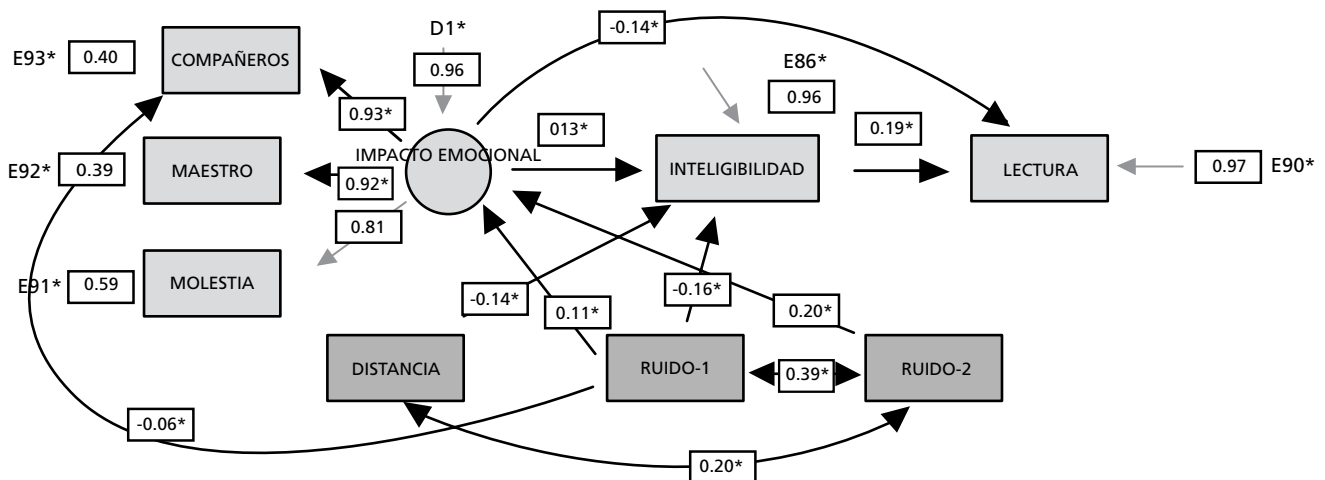 D1*
-0.14*
E93*
0.40
COMPAÑEROS
0.96
E86*
0.96
0.93*
013*
0.19*
IMPACTO EMOCIONAL
E92*
0.39
MAESTRO
0.92*
INTELIGIBILIDAD
LECTURA
0.97
E90*
0.81
E91*
0.59
MOLESTIA
-0.14*
0.11*
-0.16*
0.20*
DISTANCIA
RUIDO-1
0.39*
RUIDO-2
-0.06*
0.20*